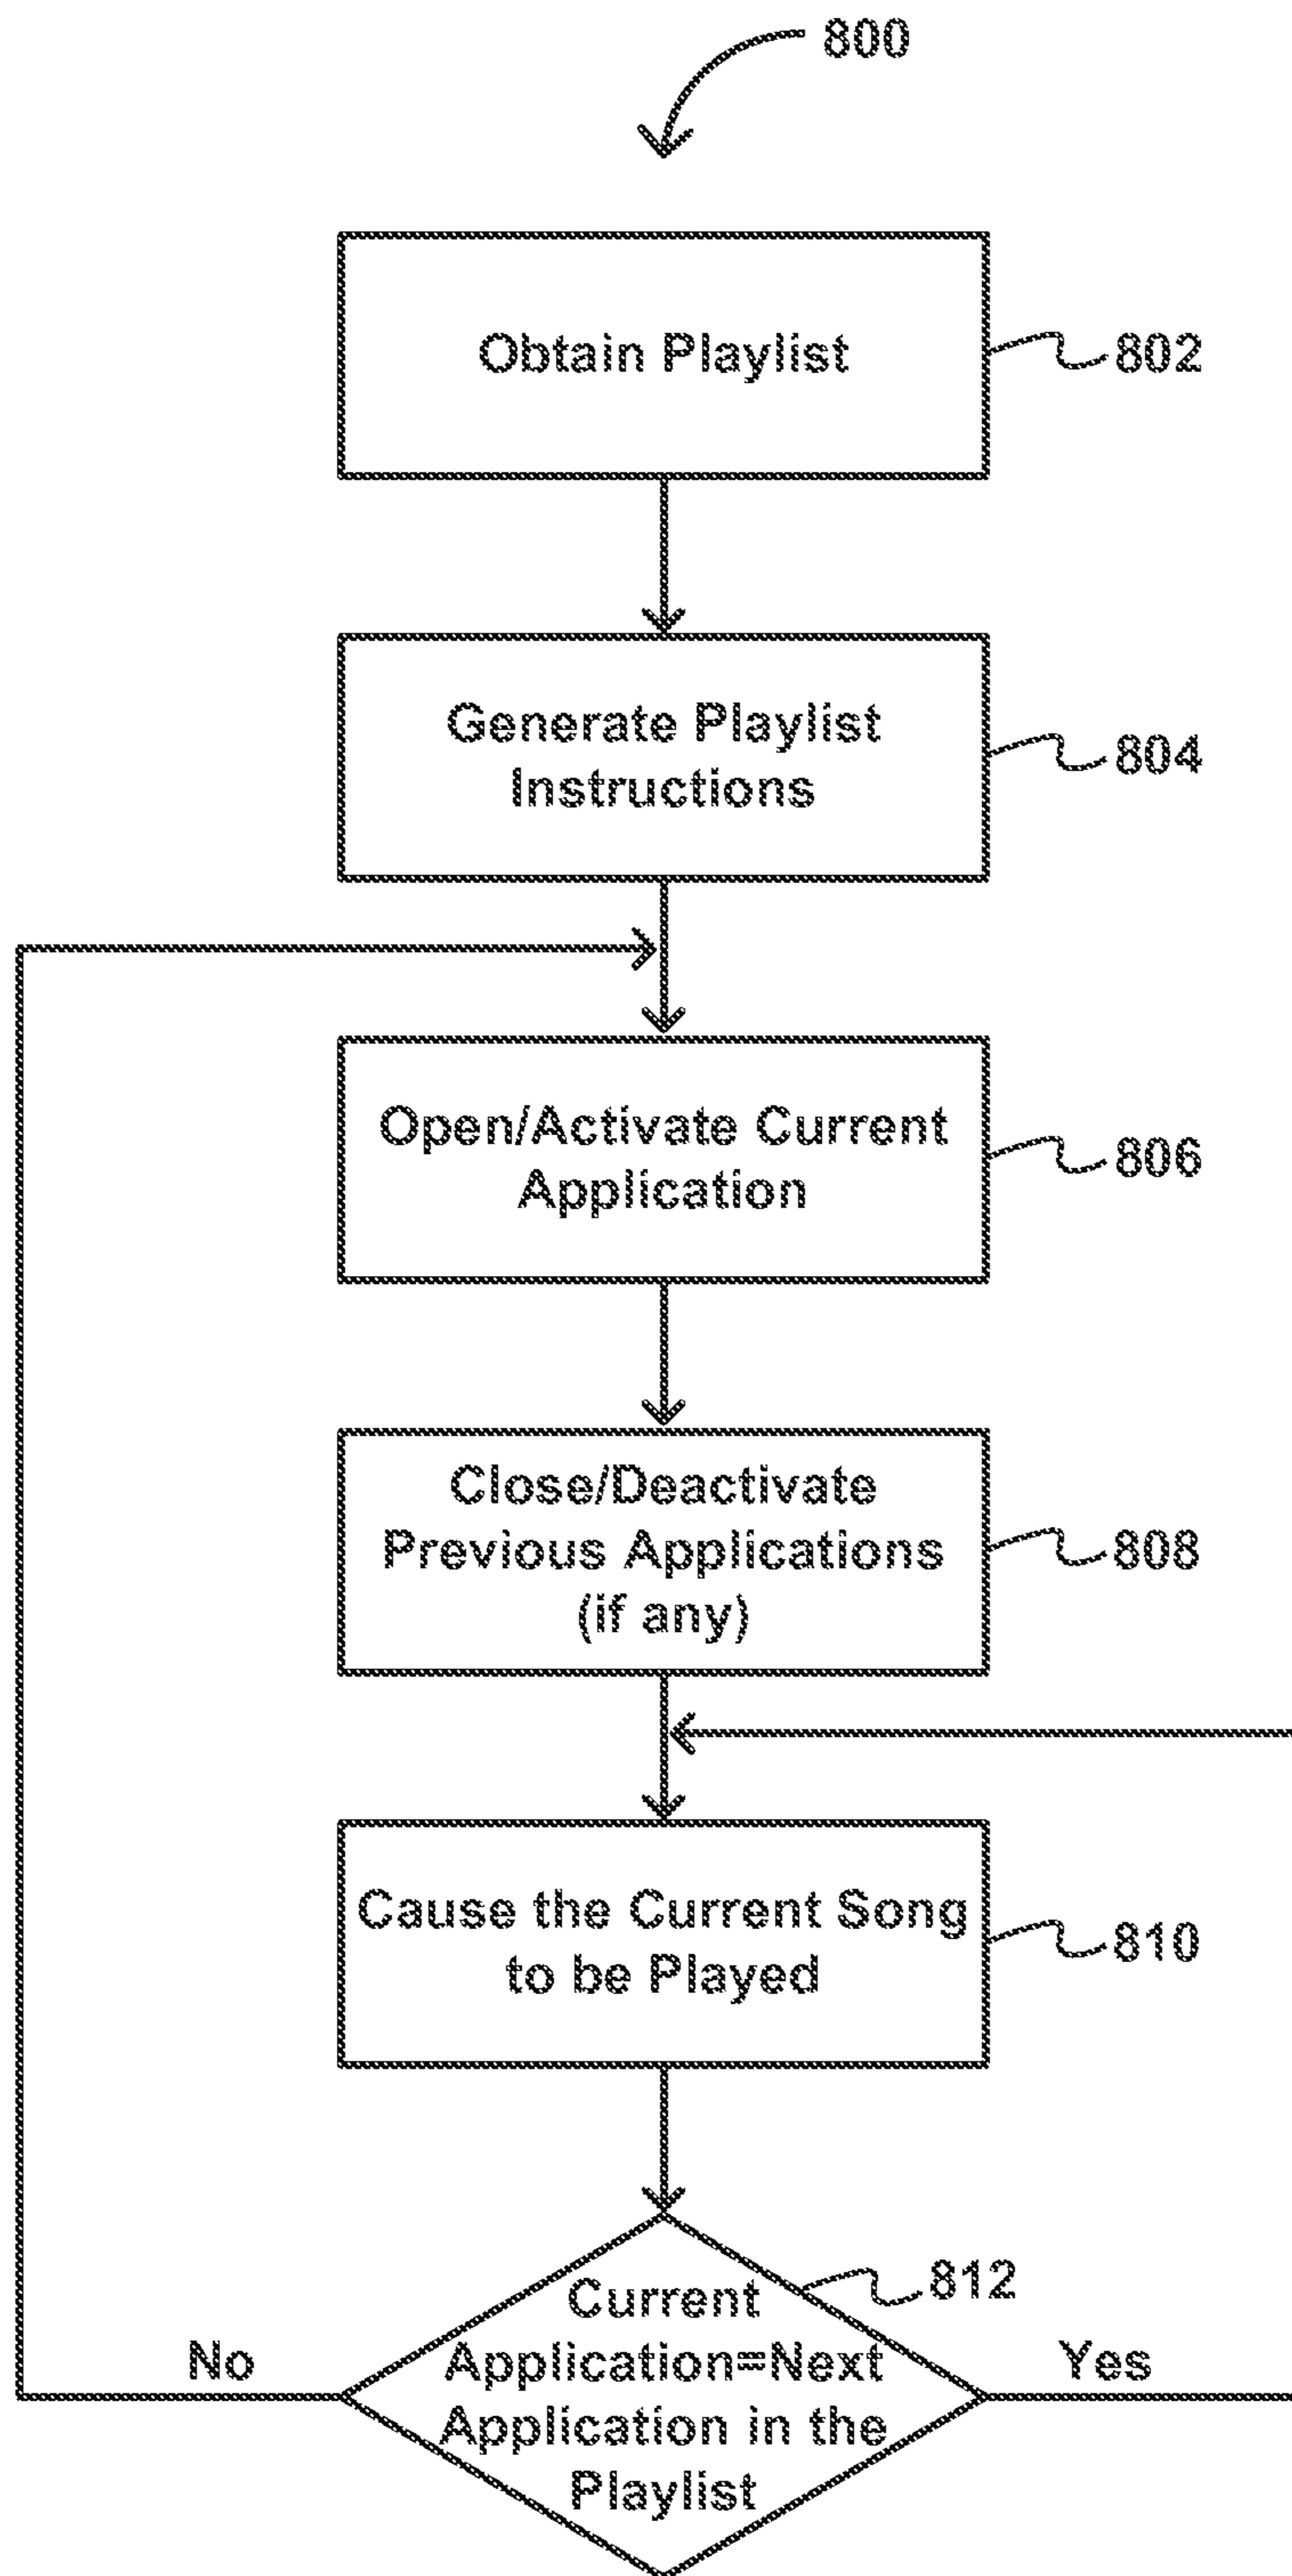 800
Obtain Playlist
802
Generate Playlist
Instructions
804
Open/Activate Current
Application
806
Close/Deactivate
Previous Applications
(if any)
808
Cause the Current Song
to be Played
810
812
Current
Application=Next
Application in the
Playlist
No
Yes